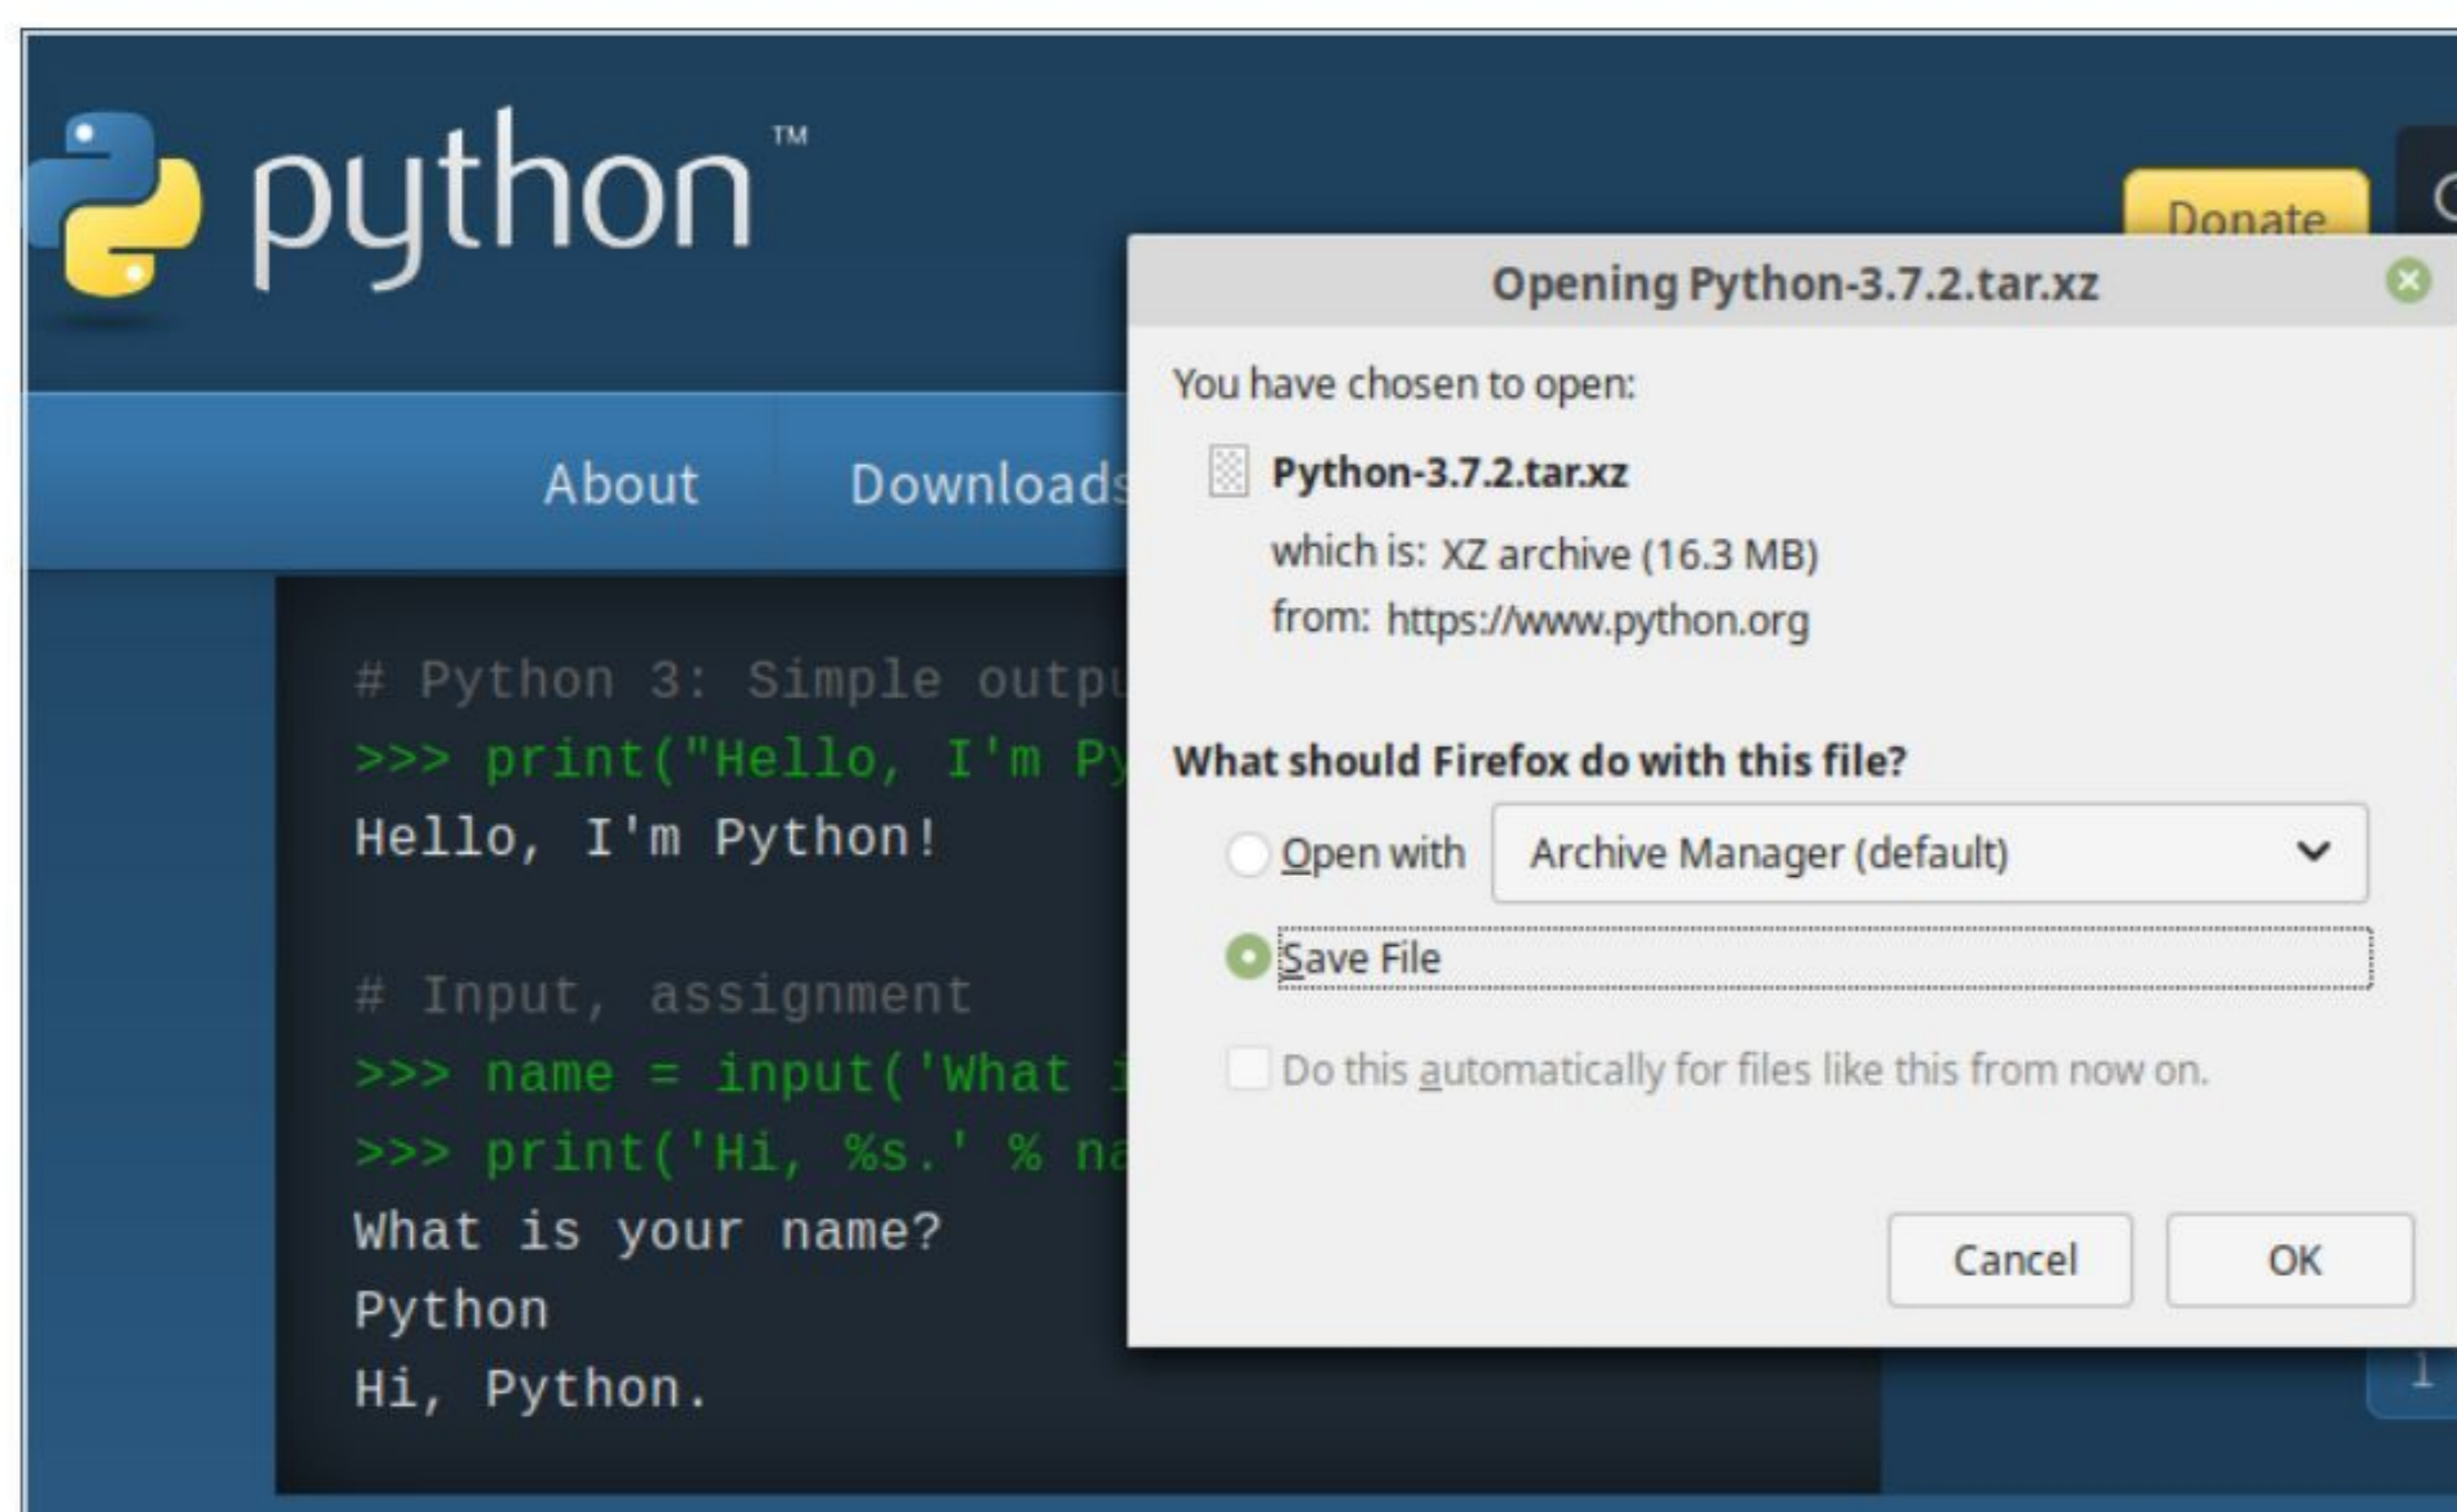 python™
Donate
About
Downloads
# Python 3: Simple outpu
>>> print("Hello, I'm Py
Hello, I'm Python!
# Input, assignment
>>> name = input('What i
>>> print('Hi, %s.' % na
What is your name?
Python
Hi, Python.
Opening Python-3.7.2.tar.xz
You have chosen to open:
Python-3.7.2.tar.xz
which is: XZ archive (16.3 MB)
from: https://www.python.org
What should Firefox do with this file?
Open with Archive Manager (default)
Save File
Do this automatically for files like this from now on.
Cancel OK
1